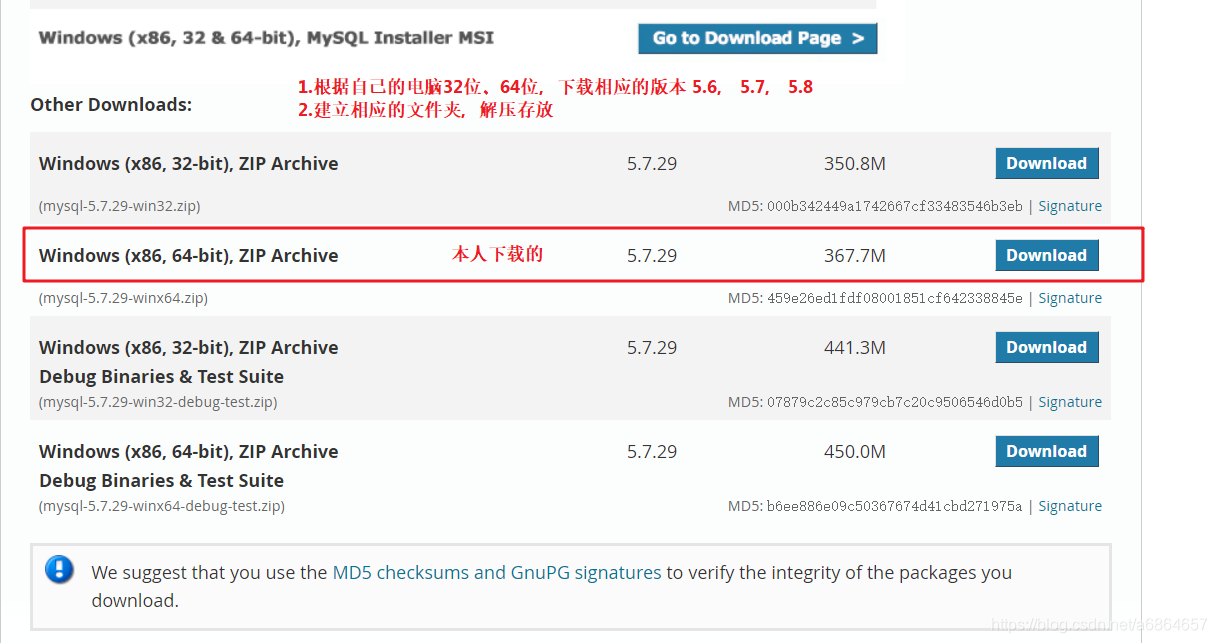 Windows (x86, 32 & 64-bit), MySQL Installer MSI
Go to Download Page >
1.根据自己的电脑32位、64位, 下载相应的版本 5.6, 5.7, 5.8
Other Downloads:
2.建立相应的文件夹, 解压存放
Windows (x86, 32-bit), ZIP Archive 5.7.29 350.8M Download
(mysql-5.7.29-win32.zip) MD5: 000b342449a1742667cf33483546b3eb | Signature
Windows (x86, 64-bit), ZIP Archive 本人下载的 5.7.29 367.7M Download
(mysql-5.7.29-winx64.zip) MD5: 459e26ed1fdf08001851cf642338845e | Signature
Windows (x86, 32-bit), ZIP Archive 5.7.29 441.3M Download
Debug Binaries & Test Suite
(mysql-5.7.29-win32-debug-test.zip) MD5: 07879c2c85c979cb7c20c9506546d0b5 | Signature
Windows (x86, 64-bit), ZIP Archive 5.7.29 450.0M Download
Debug Binaries & Test Suite
(mysql-5.7.29-winx64-debug-test.zip) MD5: b6ee886e09c50367674d41cbd271975a | Signature
We suggest that you use the MD5 checksums and GnuPG signatures to verify the integrity of the packages you
download.
https://blog.csdn.net/a6864657